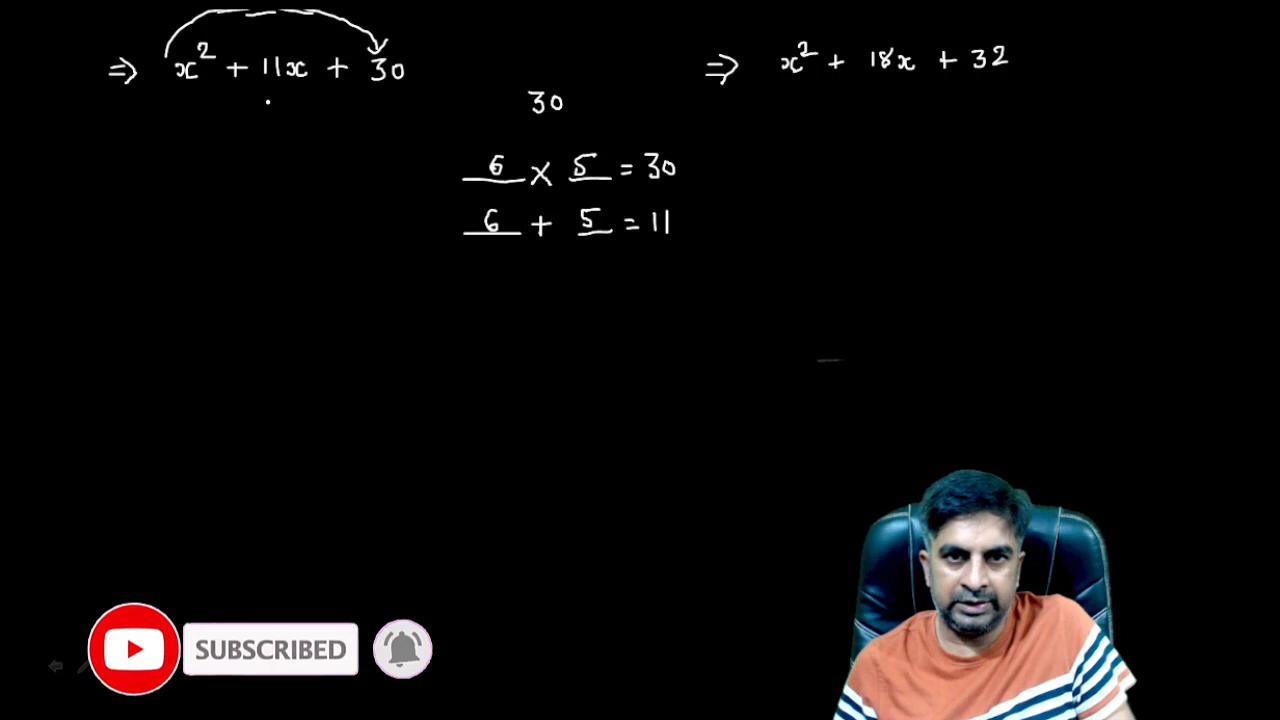 ⇒ x² + 11x + 30
30
6 × 5 = 30
6 + 5 = 11
⇒ x² + 18x + 32
SUBSCRIBED